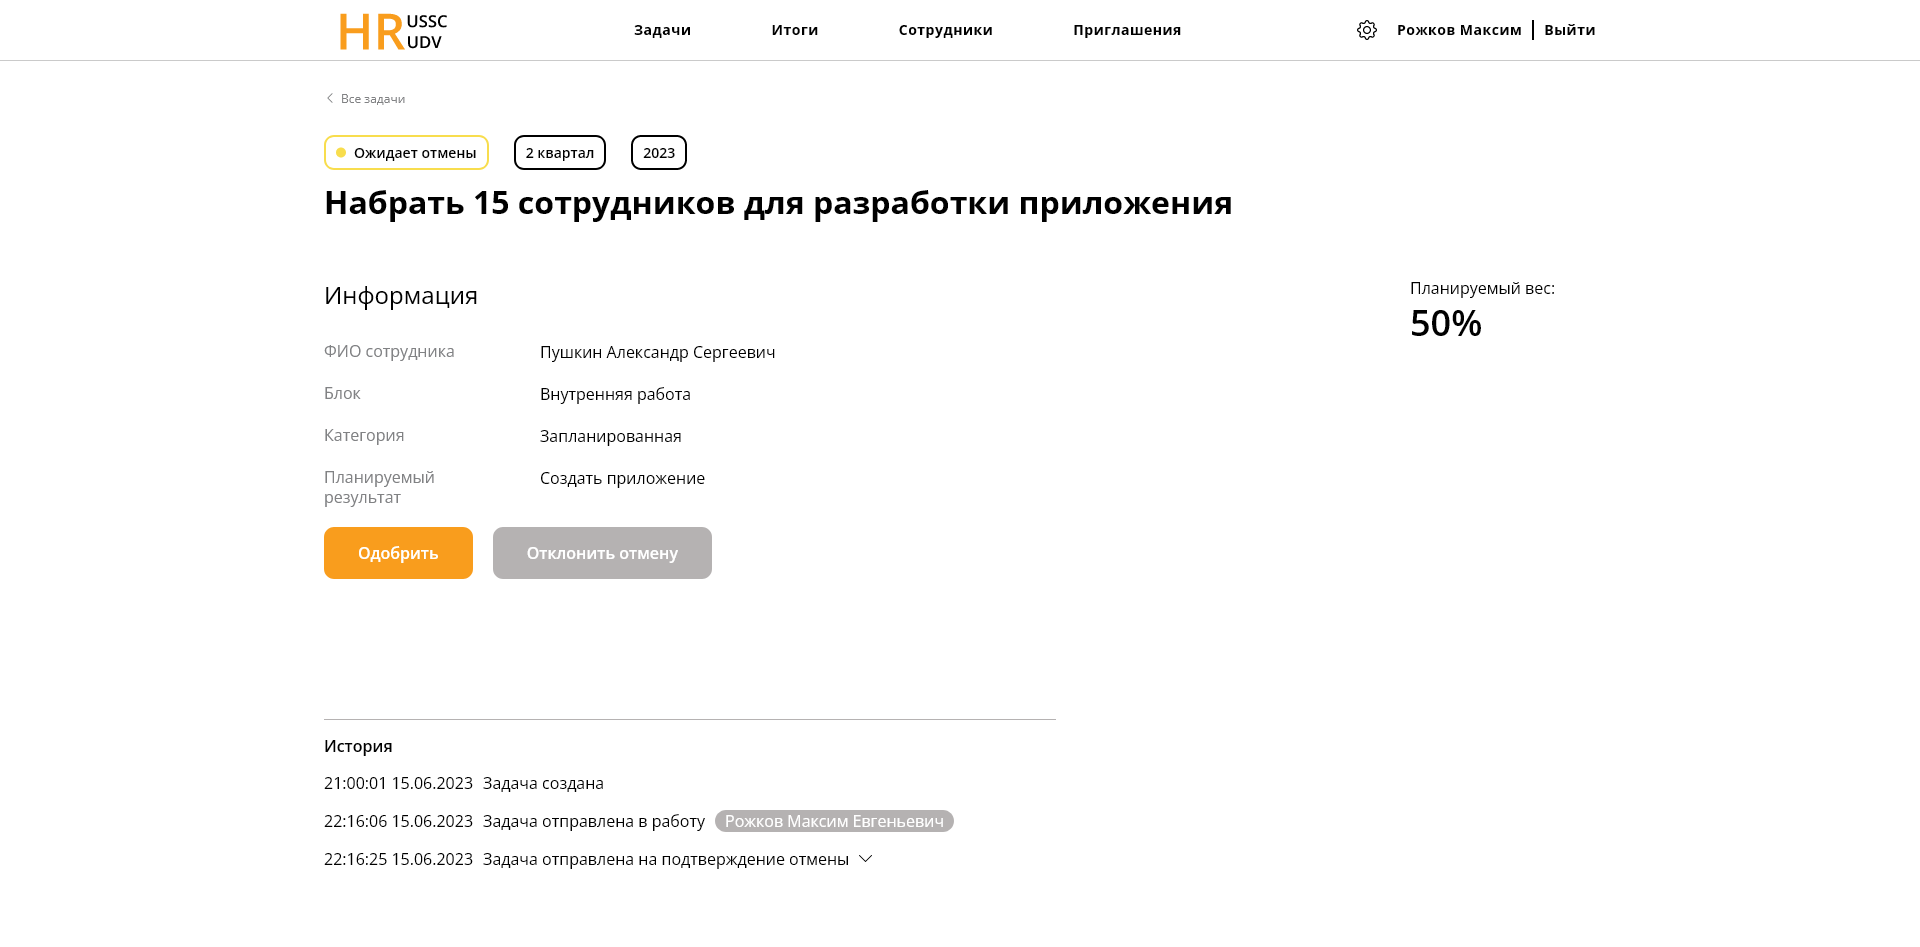 HR USSC UDV
Задачи
Итоги
Сотрудники
Приглашения
Рожков Максим
Выйти
Все задачи
Ожидает отмены
2 квартал
2023
Набрать 15 сотрудников для разработки приложения
Информация
Планируемый вес:
50%
ФИО сотрудника
Пушкин Александр Сергеевич
Блок
Внутренняя работа
Категория
Запланированная
Планируемый
результат
Создать приложение
Одобрить
Отклонить отмену
История
21:00:01 15.06.2023 Задача создана
22:16:06 15.06.2023 Задача отправлена в работу Рожков Максим Евгеньевич
22:16:25 15.06.2023 Задача отправлена на подтверждение отмены